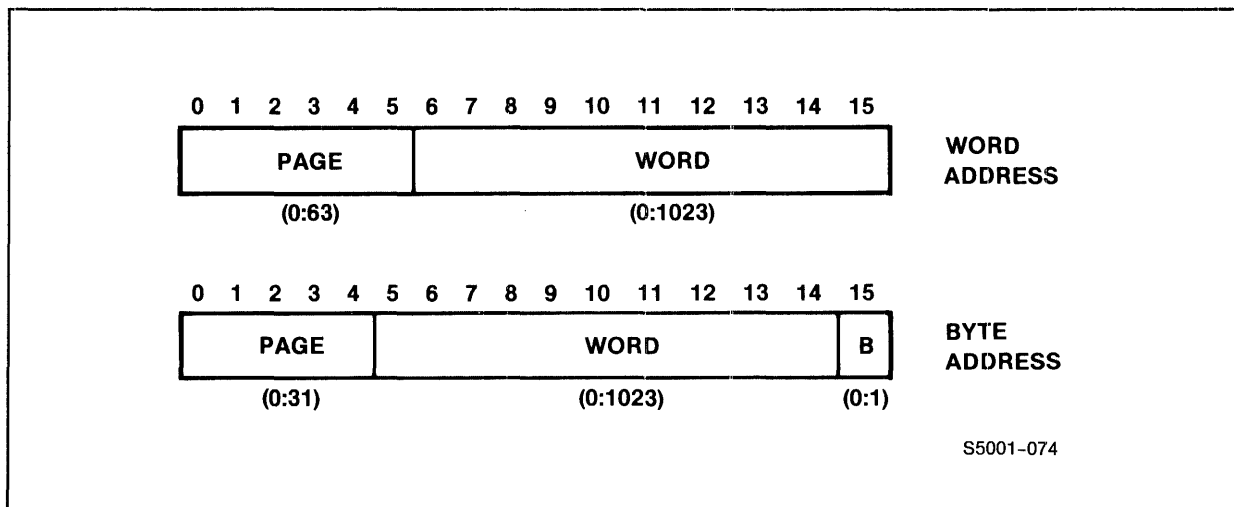 0 1 2 3 4 5 6 7 8 9 10 11 12 13 14 15
PAGE WORD WORD
ADDRESS
(0:63) (0:1023)
0 1 2 3 4 5 6 7 8 9 10 11 12 13 14 15
PAGE WORD B BYTE
ADDRESS
(0:31) (0:1023) (0:1)
S5001-074